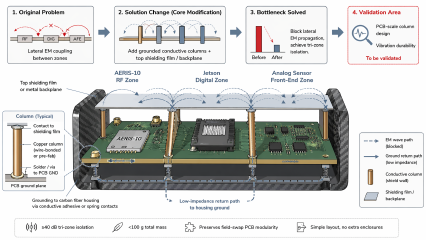 1. Original Problem
RF
DIG
AFE
Lateral EM coupling
between zones
2. Solution Change (Core Modification)
Add grounded conductive columns +
top shielding film / backplane
3. Bottleneck Solved
Before
After
Block lateral
EM propagation,
achieve tri-zone
isolation.
4. Validation Area
PCB-scale column
design
Vibration durability
To be validated
Top shielding film
or metal backplane
AERIS-10
RF Zone
Jetson
Digital Zone
Analog Sensor
Front-End Zone
Column (Typical)
Contact to
shielding film
Copper column
(wire-bonded
or pre-fab)
Solder / via
to PCB GND
PCB ground plane
AERIS-10
EM wave path
(blocked)
Ground return path
(low impedance)
Conductive column
(shield wall)
Shielding film /
backplane
Grounding to carbon fiber housing
via conductive adhesive or spring contacts
Low-impedance return path
to housing ground
<100 g total mass
Preserves field-swap PCB modularity
Simple layout, no extra enclosures